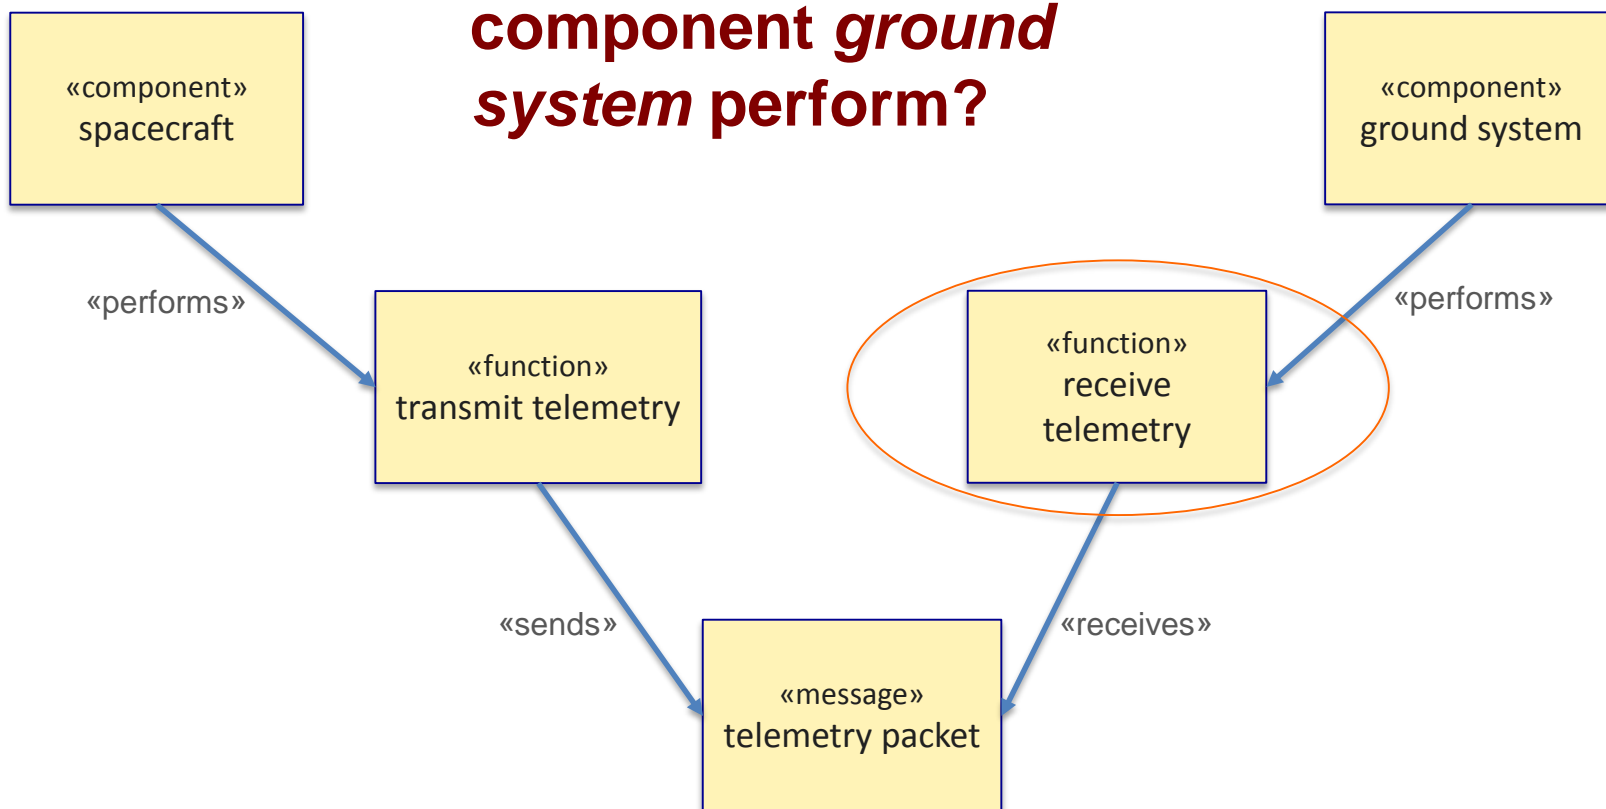 component ground
system perform?
«component»
spacecraft
«component»
ground system
«performs»
«performs»
«function»
transmit telemetry
«function»
receive
telemetry
«sends»
«receives»
«message»
telemetry packet